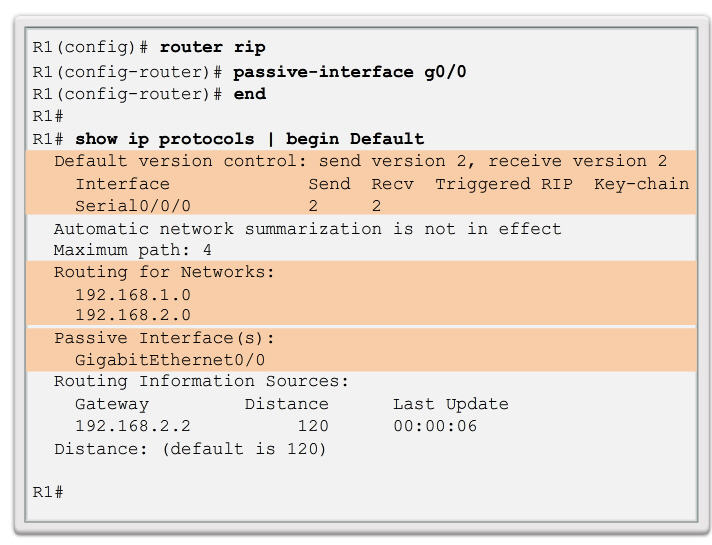 R1(config)# router rip
R1(config-router)# passive-interface g0/0
R1(config-router)# end
R1#
R1# show ip protocols | begin Default
Default version control: send version 2, receive version 2
Interface Send Recv Triggered RIP Key-chain
Serial0/0/0 2 2
Automatic network summarization is not in effect
Maximum path: 4
Routing for Networks:
192.168.1.0
192.168.2.0
Passive Interface(s):
GigabitEthernet0/0
Routing Information Sources:
Gateway Distance Last Update
192.168.2.2 120 00:00:06
Distance: (default is 120)
R1#